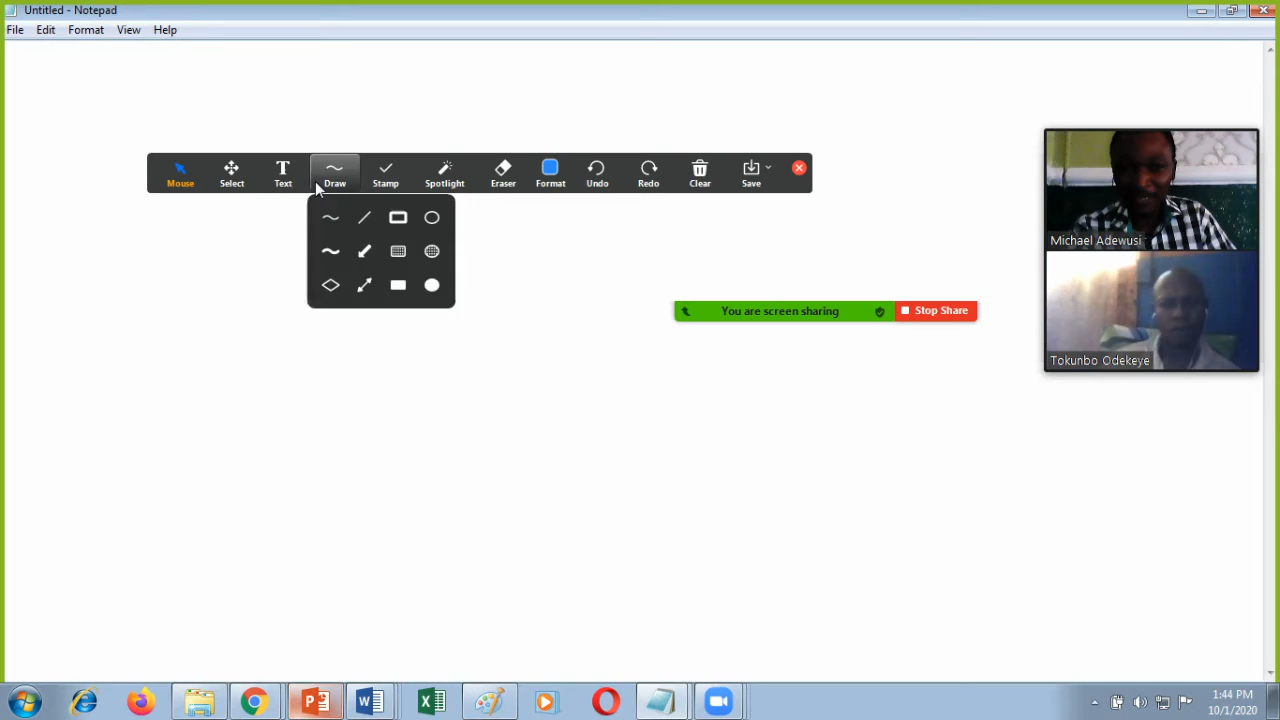 Untitled - Notepad
File Edit Format View Help
Mouse Select Text Draw Stamp Spotlight Eraser Format Undo Redo Clear Save
Michael Adewusi
You are screen sharing Stop Share
Tokunbo Odekeye
1:44 PM
10/1/2020